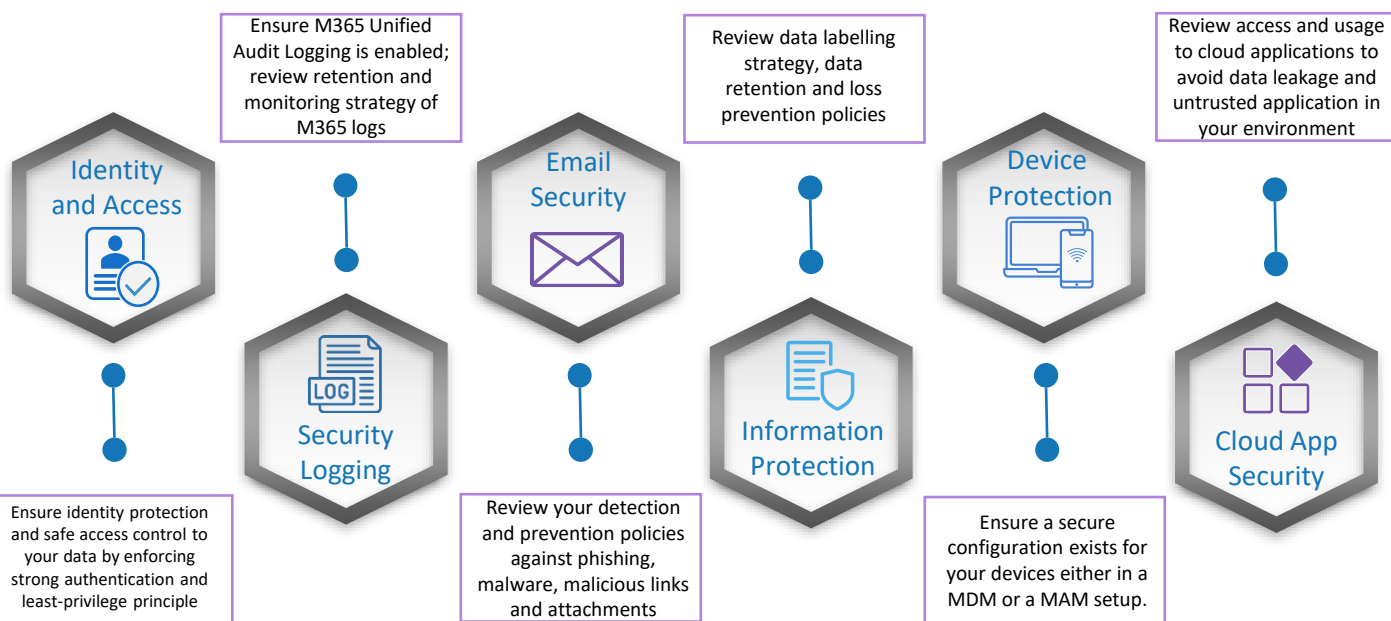 Ensure M365 Unified
Audit Logging is enabled;
review retention and
monitoring strategy of
M365 logs
Review data labelling
strategy, data
retention and loss
prevention policies
Review access and usage
to cloud applications to
avoid data leakage and
untrusted application in
your environment
Identity
and Access
Email
Security
Device
Protection
LOG
Security
Logging
Information
Protection
Cloud App
Security
Ensure identity protection
and safe access control to
your data by enforcing
strong authentication and
least-privilege principle
Review your detection
and prevention policies
against phishing,
malware, malicious links
and attachments
Ensure a secure
configuration exists for
your devices either in a
MDM or a MAM setup.